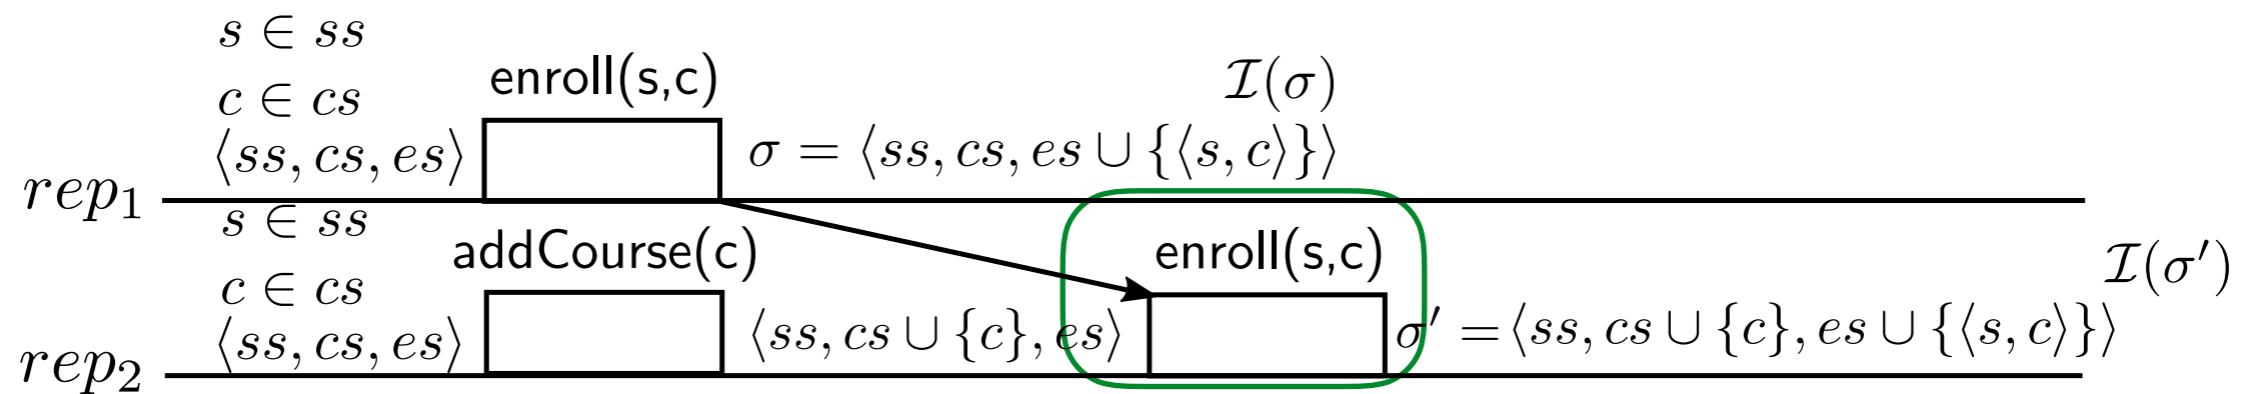 s ∈ ss
c ∈ cs
⟨ss, cs, es⟩
enroll(s,c)
σ = ⟨ss, cs, es ∪ {⟨s, c⟩}⟩
ℐ(σ)
rep₁
s ∈ ss
c ∈ cs
⟨ss, cs, es⟩
addCourse(c)
⟨ss, cs ∪ {c}, es⟩
enroll(s,c)
σ′ = ⟨ss, cs ∪ {c}, es ∪ {⟨s, c⟩}⟩
ℐ(σ′)
rep₂